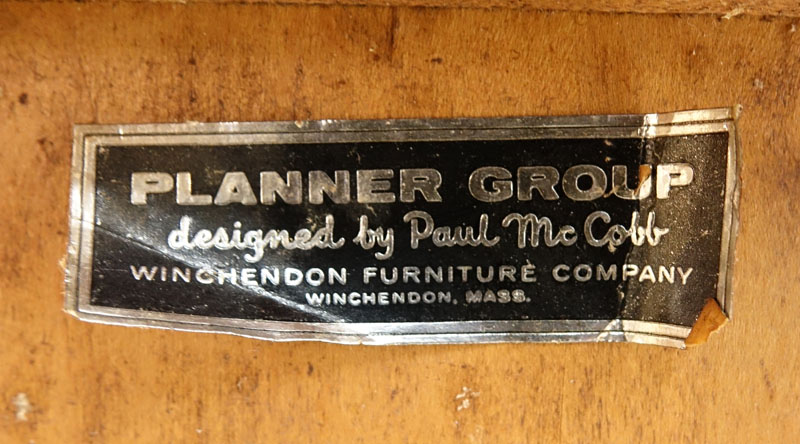 PLANNER GROUP
designed by Paul McCobb
WINCHENDON FURNITURE COMPANY
WINCHENDON, MASS.